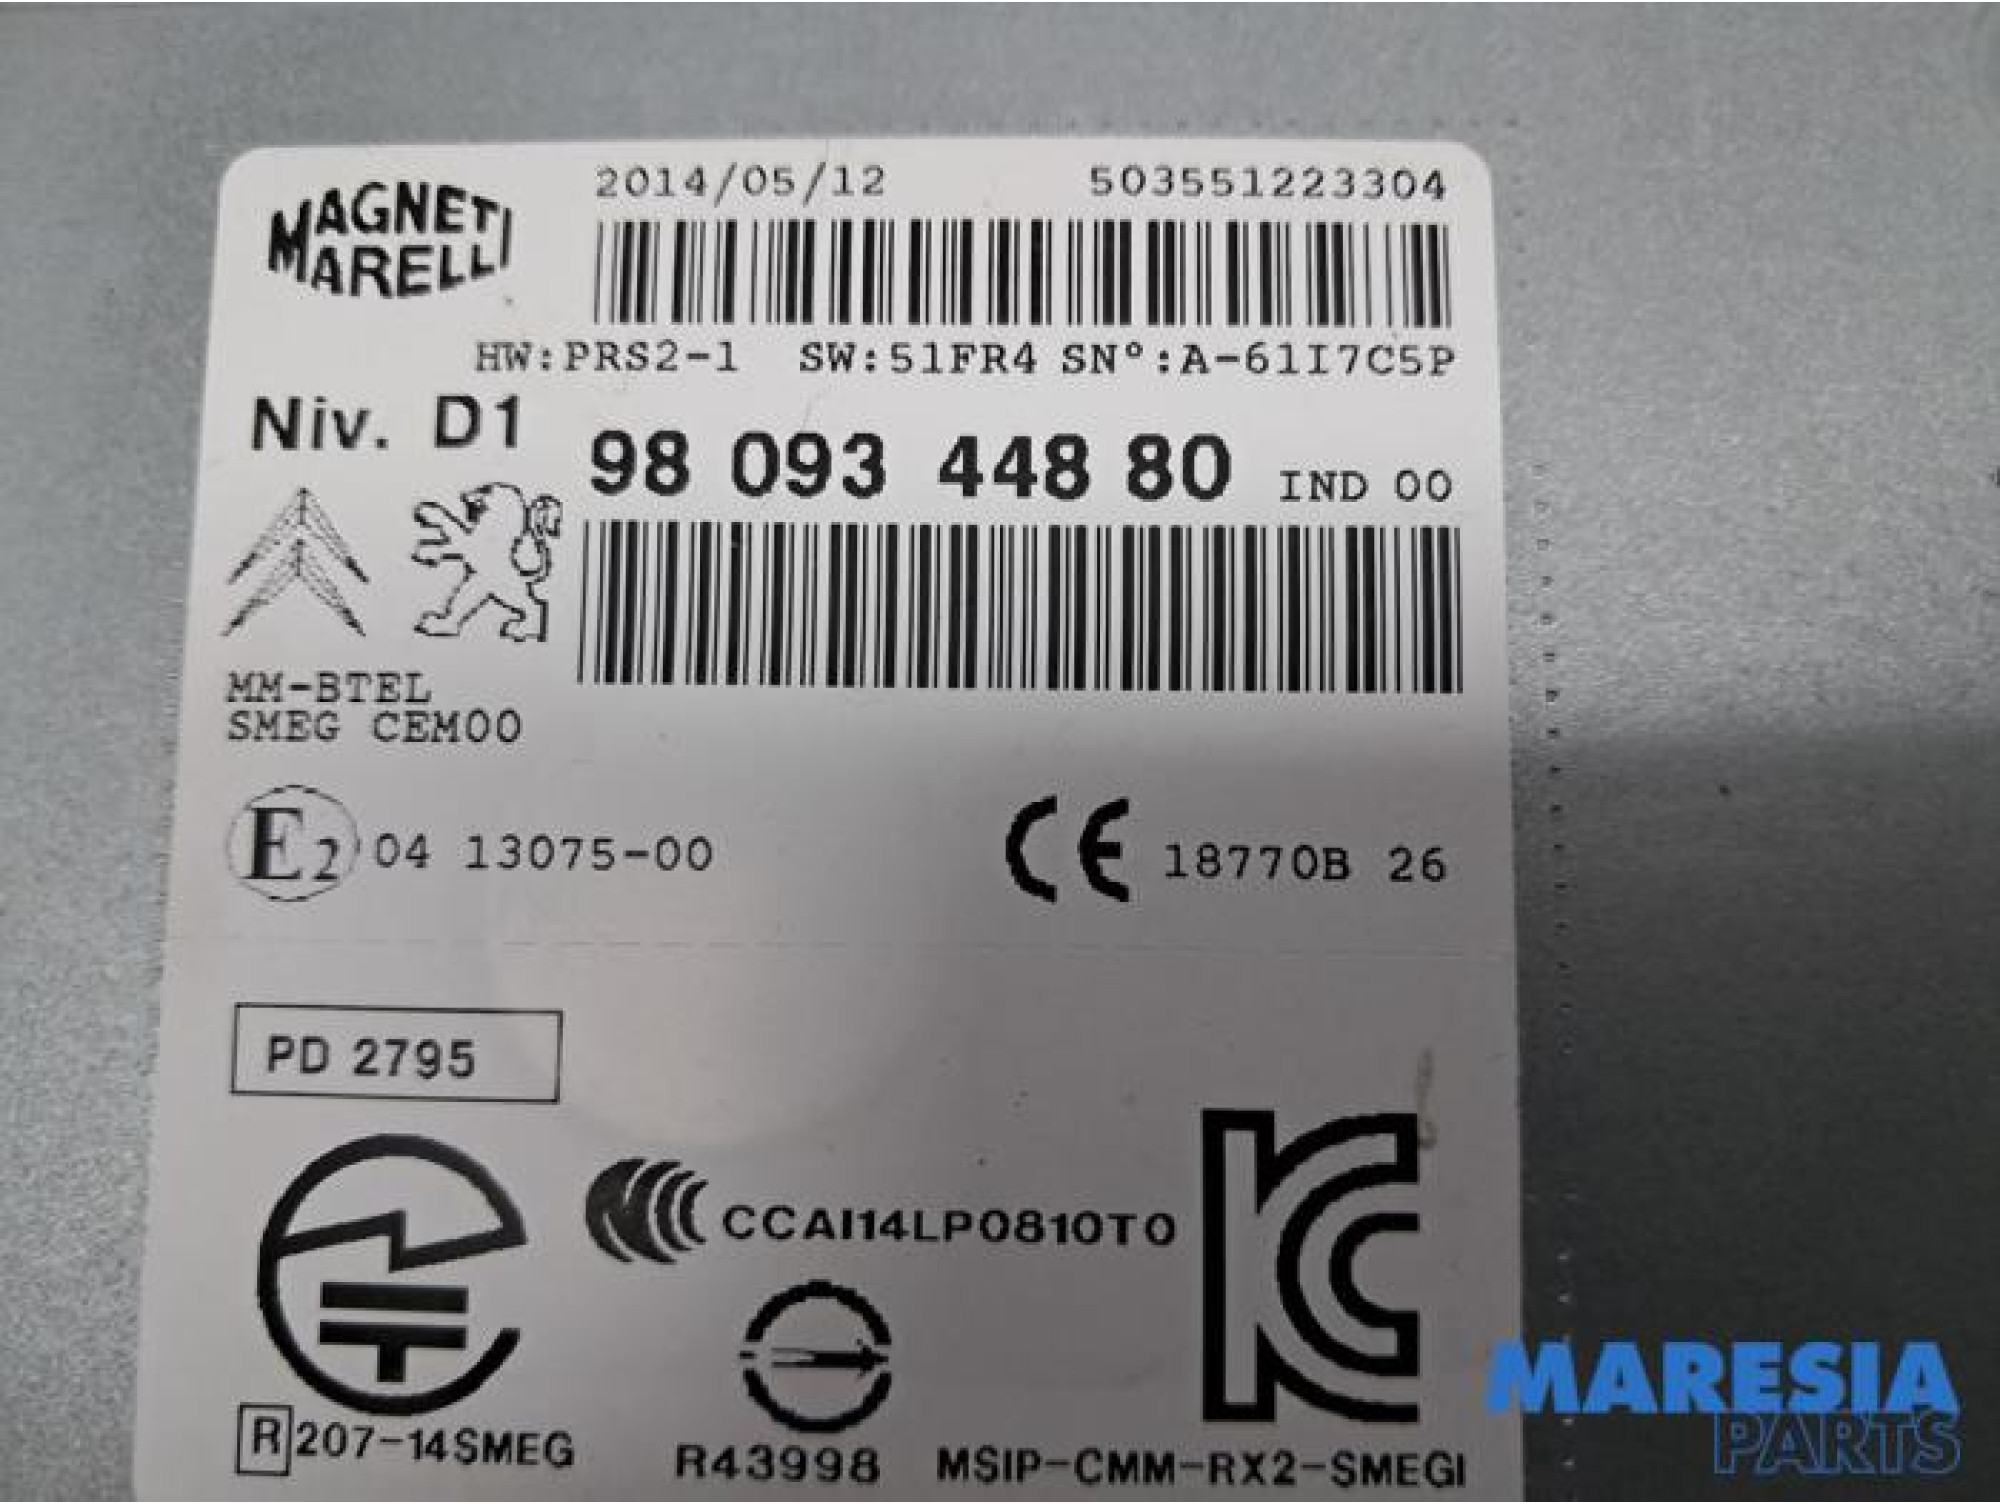 MAGNETI
MARELLI
2014/05/12 503551223304
HW:PRS2-1 SW:51FR4 SN°:A-61I7C5P
Niv. D1
98 093 448 80 IND 00
MM-BTEL
SMEG CEM00
E2 04 13075-00
CE 18770B 26
PD 2795
CCAI14LP0810T0
R 207-14SMEG
R43998
MSIP-CMM-RX2-SMEGI
MARESIA
PARTS